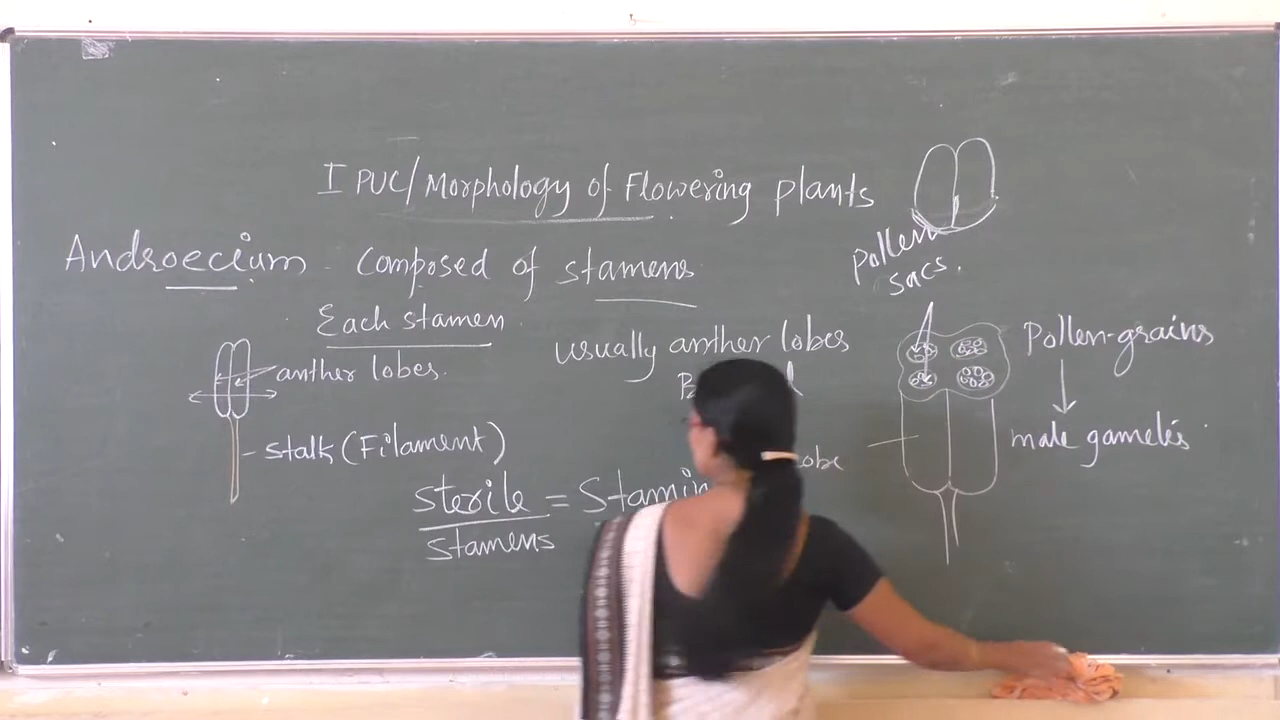 I PUC/Morphology of Flowering plants
Androecium - Composed of stamens
Each stamen
anther lobes.
stalk (Filament)
sterile = Stamin
stamens
usually anther lobes
Pollen
sacs.
Pollen-grains
male gametes